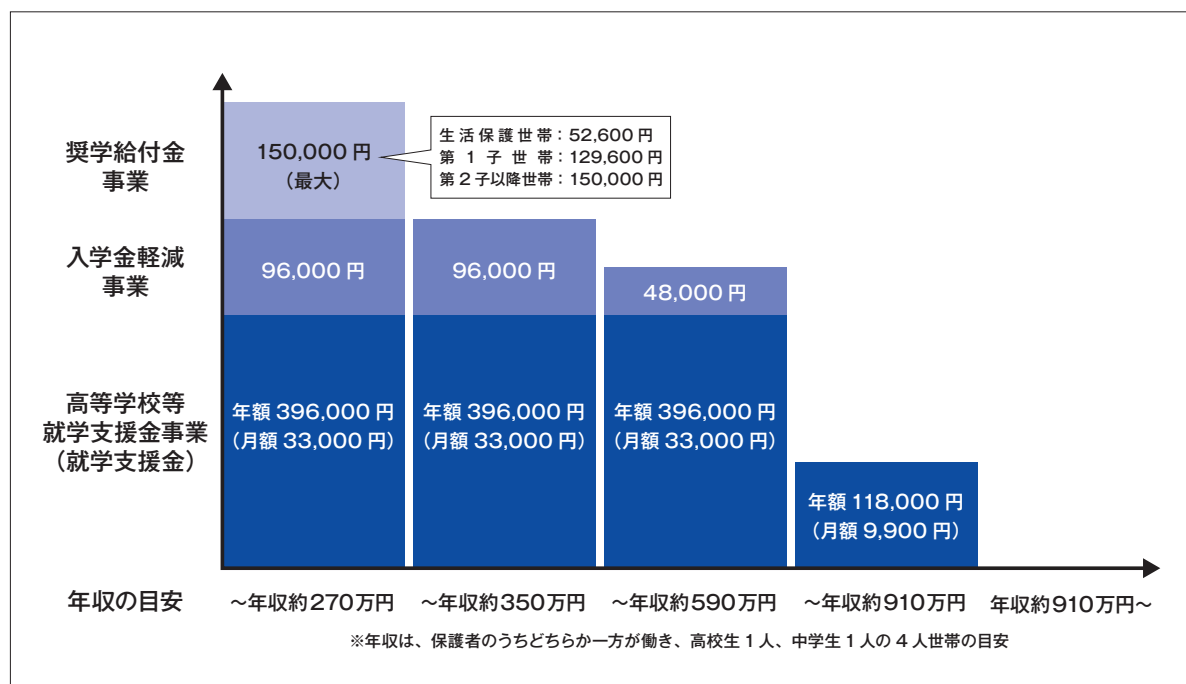 奨学給付金
事業
150,000 円
（最大）
生活保護世帯：52,600 円
第1子世帯：129,600 円
第2子以降世帯：150,000 円
入学金軽減
事業
96,000 円
96,000 円
48,000 円
高等学校等
就学支援金事業
（就学支援金）
年額 396,000 円
（月額 33,000 円）
年額 396,000 円
（月額 33,000 円）
年額 396,000 円
（月額 33,000 円）
年額 118,000 円
（月額 9,900 円）
年収の目安
～年収約270万円
～年収約350万円
～年収約590万円
～年収約910万円
年収約910万円～
※年収は、保護者のうちどちらか一方が働き、高校生 1 人、中学生 1 人の 4 人世帯の目安